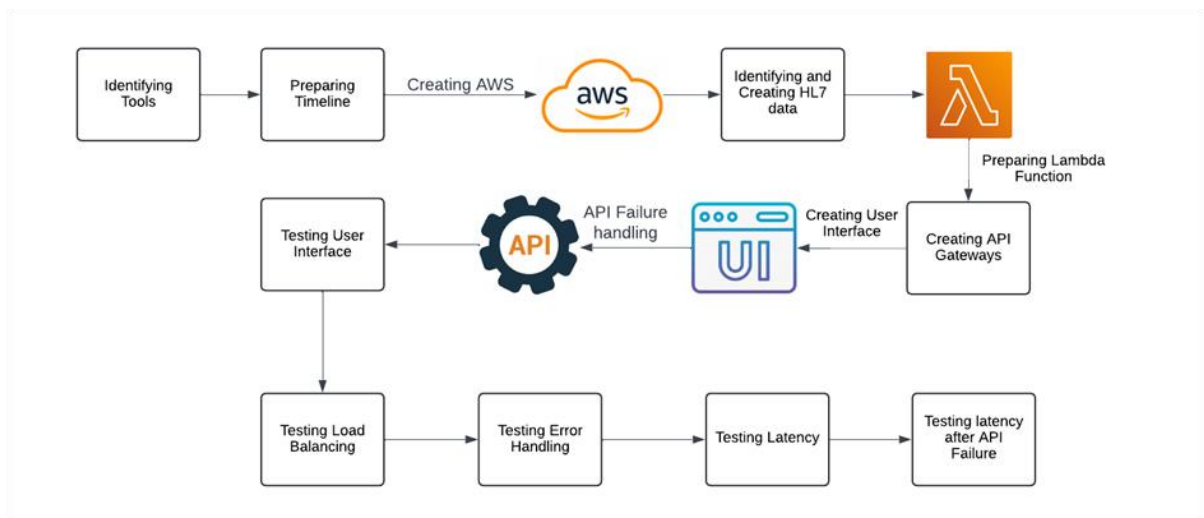 Identifying
Tools
Preparing
Timeline
Creating AWS
aws
Identifying and
Creating HL7
data
Preparing Lambda
Function
Creating API
Gateways
Creating User
Interface
UI
API Failure
handling
API
Testing User
Interface
Testing Load
Balancing
Testing Error
Handling
Testing Latency
Testing latency
after API
Failure